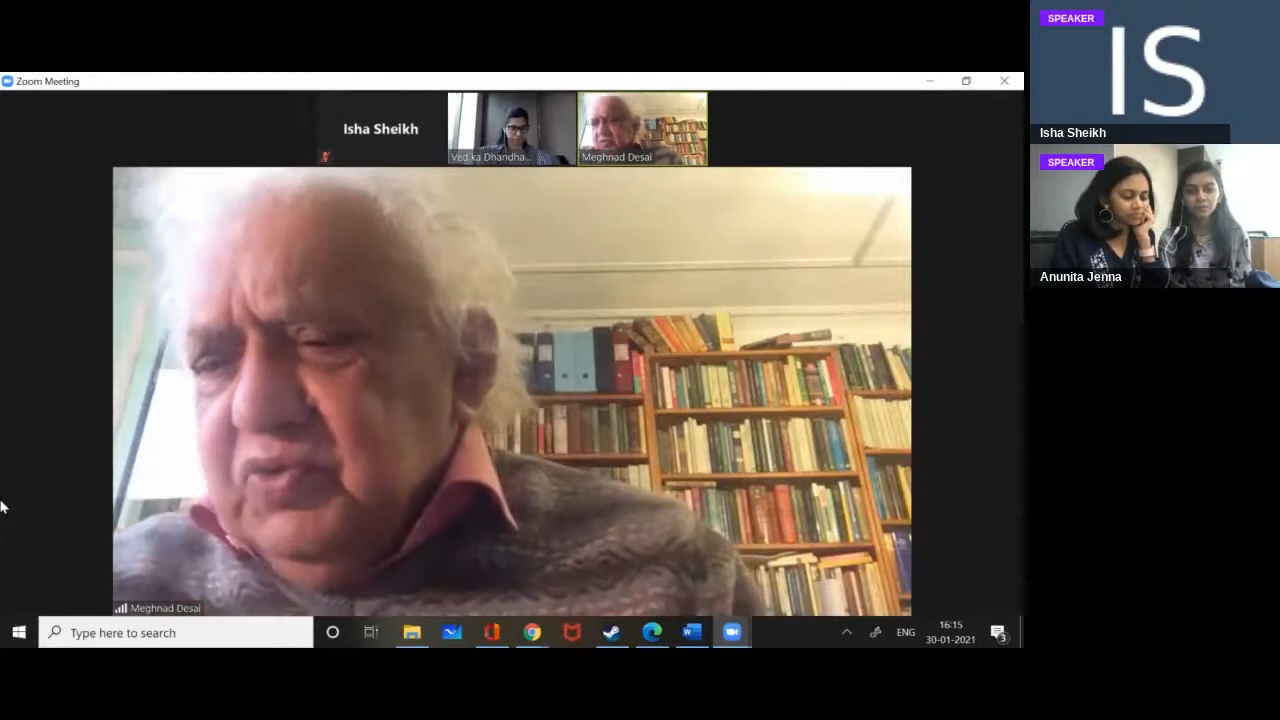 Zoom Meeting
Isha Sheikh
Vedika Dhandha...
Meghnad Desai
Meghnad Desai
Type here to search
ENG
16:15
30-01-2021
3
SPEAKER
IS
Isha Sheikh
SPEAKER
Anunita Jenna